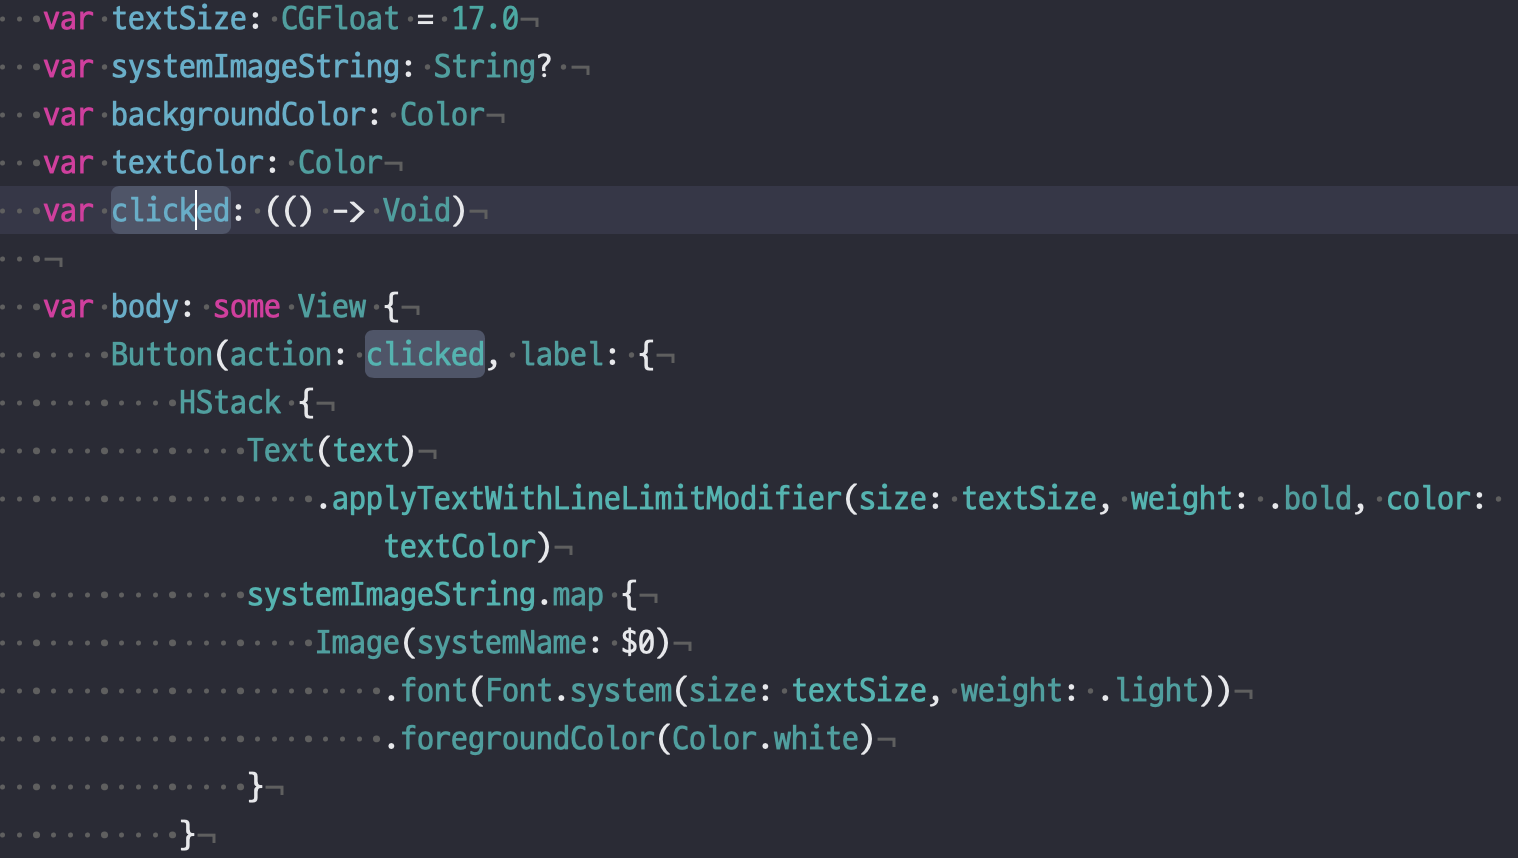 var textSize: CGFloat = 17.0
var systemImageString: String?
var backgroundColor: Color
var textColor: Color
var clicked: (() -> Void)
var body: some View {
Button(action: clicked, label: {
HStack {
Text(text)
.applyTextWithLineLimitModifier(size: textSize, weight: .bold, color:
textColor)
systemImageString.map {
Image(systemName: $0)
.font(Font.system(size: textSize, weight: .light))
.foregroundColor(Color.white)
}
}